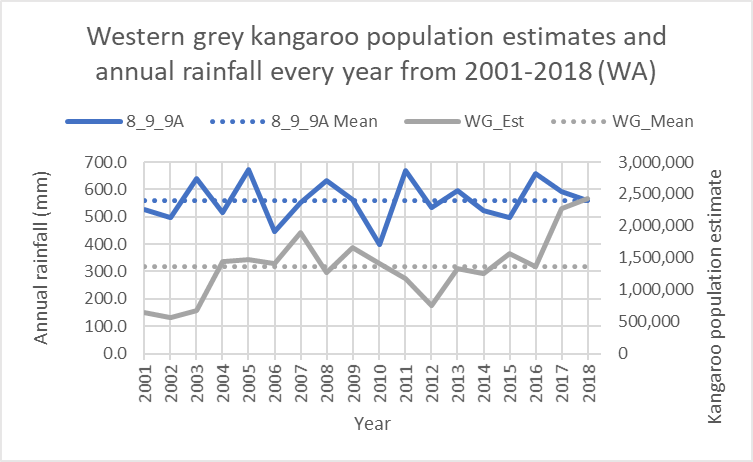 Western grey kangaroo population estimates and
annual rainfall every year from 2001-2018 (WA)
8_9_9A 8_9_9A Mean WG_Est WG_Mean
Annual rainfall (mm)
700.0
600.0
500.0
400.0
300.0
200.0
100.0
0.0
3,000,000
2,500,000
2,000,000
1,500,000
1,000,000
500,000
0
Kangaroo population estimate
2001 2002 2003 2004 2005 2006 2007 2008 2009 2010 2011 2012 2013 2014 2015 2016 2017 2018
Year